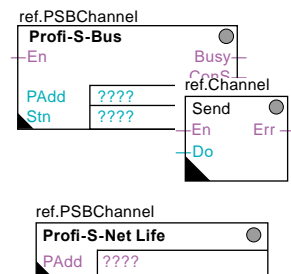 ref.PSBChannel
Profi-S-Bus
En Busy
ConS
ref.Channel
PAdd ????
Send
Stn ????
En Err
Do
ref.PSBChannel
Profi-S-Net Life
PAdd ????